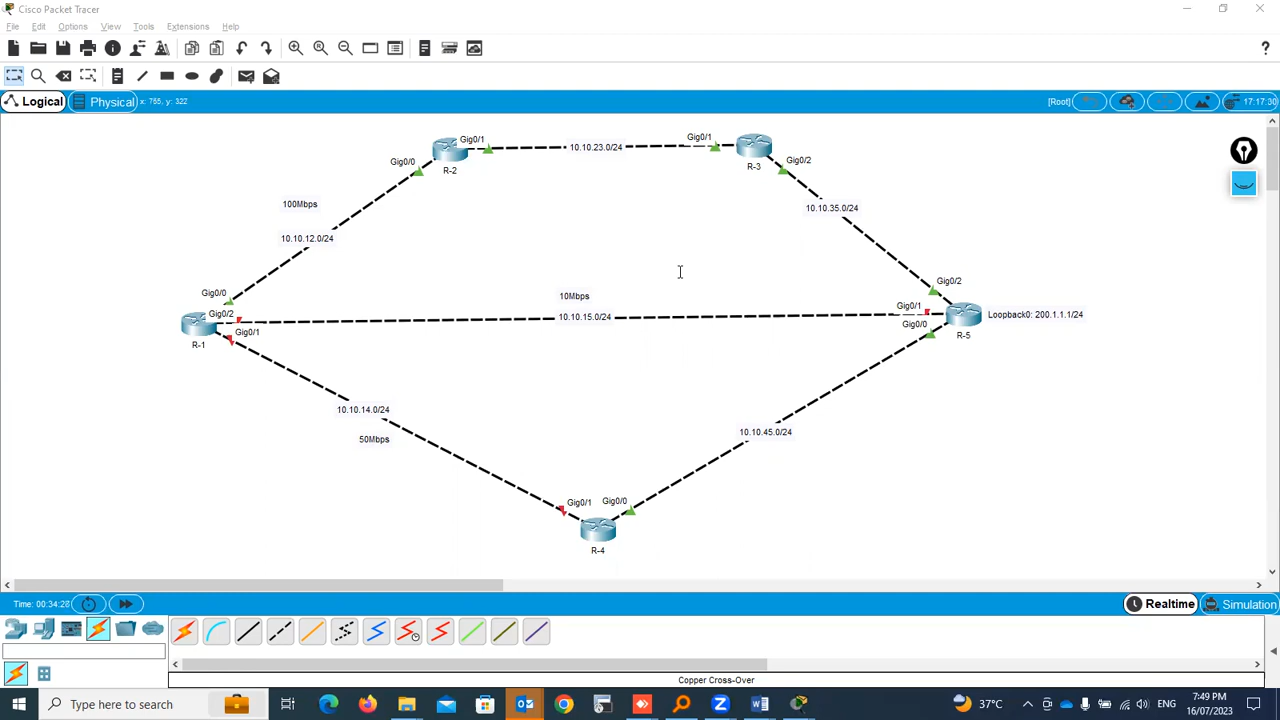 Cisco Packet Tracer
File Edit Options View Tools Extensions Help
Logical Physical x: 755, y: 322 [Root] 17:17:30
Gig0/1 10.10.23.0/24 Gig0/1
Gig0/0 R-2 R-3 Gig0/2
100Mbps 10.10.35.0/24
10.10.12.0/24
Gig0/0 10Mbps Gig0/2
Gig0/2 10.10.15.0/24 Gig0/1 Loopback0: 200.1.1.1/24
Gig0/1 Gig0/0
R-1 R-5
10.10.14.0/24
50Mbps 10.10.45.0/24
Gig0/1 Gig0/0
R-4
Time: 00:34:28 Realtime Simulation
Copper Cross-Over
Type here to search 37°C ENG 7:49 PM
16/07/2023